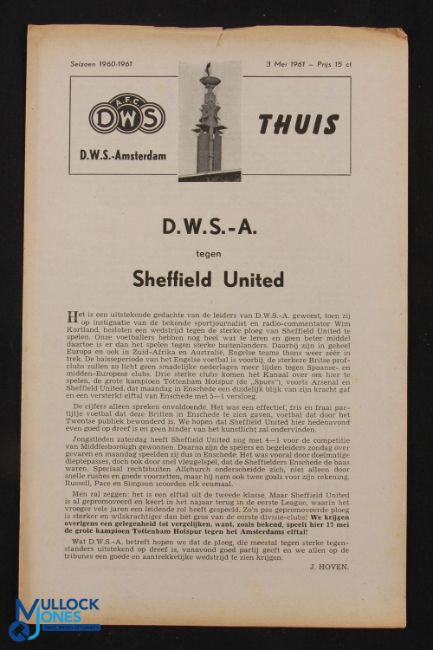 Seizoen 1960-1961
3 Mei 1961 – Prijs 15 ct
A.F.C
DWS
D.W.S.-Amsterdam
THUIS
D.W.S.-A.
tegen
Sheffield United
Het is een uitstekende gedachte van de leiders van D.W.S.-A. geweest, toen zij
op instigatie van de bekende sportjournalist en radio-commentator Wim
Kortland, besloten een wedstrijd tegen de sterke ploeg van Sheffield United te
spelen. Onze voetballers hebben nog heel wat te leren en geen beter middel
daartoe is er dan het spelen tegen sterke buitenlanders. Daarbij zijn in geheel
Europa en ook in Zuid-Afrika en Australië, Engelse teams thans weer zéér in
trek. De baisseperiode van het Engelse voetbal is voorbij, de sterkere Britse prof-
clubs zullen zo licht geen smadelijke nederlagen meer lijden tegen Spaanse- en
midden-Europese clubs. Drie sterke clubs komen het Kanaal over om hier te
spelen, de grote kampioen Tottenham Hotspur (de „Spurs”), voorts Arsenal en
Sheffield United, dat maandag in Enschede een duidelijk blijk van zijn kracht gaf
en een versterkt elftal van Enschede met 5—1 versloeg.
De cijfers alleen spreken onvoldoende. Het was een effectief, fris en fraai par-
tijtje voetbal dat deze Britten in Enschede te zien gaven, voetbal dat door het
Twentse publiek bewonderd is. We hopen dat Sheffield United hier hedenavond
even goed op dreef is en geen hinder van het kunstlicht zal ondervinden.
Jongstleden zaterdag heeft Sheffield United nog met 4—1 voor de competitie
van Middlesborough gewonnen. Daarna zijn de spelers en begeleiders zondag over
gevaren en maandag speelden zij dus in Enschede. Het was vooral door doelmatige
dieptepasses, doch ook door snel vleugelspel, dat de Sheffielders Enschede de baas
waren. Speciaal rechtsbuiten Allchurch onderscheidde zich, niet alleen door
snelle rushes en goede voorzetten, maar hij nam ook twee goals voor zijn rekening.
Russell, Pace en Simpson scoorden elk eenmaal.
Men zal zeggen: het is een elftal uit de tweede klasse. Maar Sheffield United
is al gepromoveerd en keert in het najaar terug in de eerste League, waarin het
vroeger vele jaren een leidende rol heeft gespeeld. Zo'n pas gepromoveerde ploeg
is sterker en wilskrachtiger dan het gros van de eerste divisie-clubs! We krijgen
overigens een gelegenheid tot vergelijken, want, zoals bekend, speelt hier 17 mei
de grote kampioen Tottenham Hotspur tegen het Amsterdams elftal!
Wat D.W.S.-A. betreft hopen we dat de ploeg, die meestal tegen sterke tegen-
standers uitstekend op dreef is, vanavond goed partij geeft en we allen op de
tribunes een goede en aantrekkelijke wedstrijd te zien krijgen.
J. HOVEN.
MULLOCK
JONES